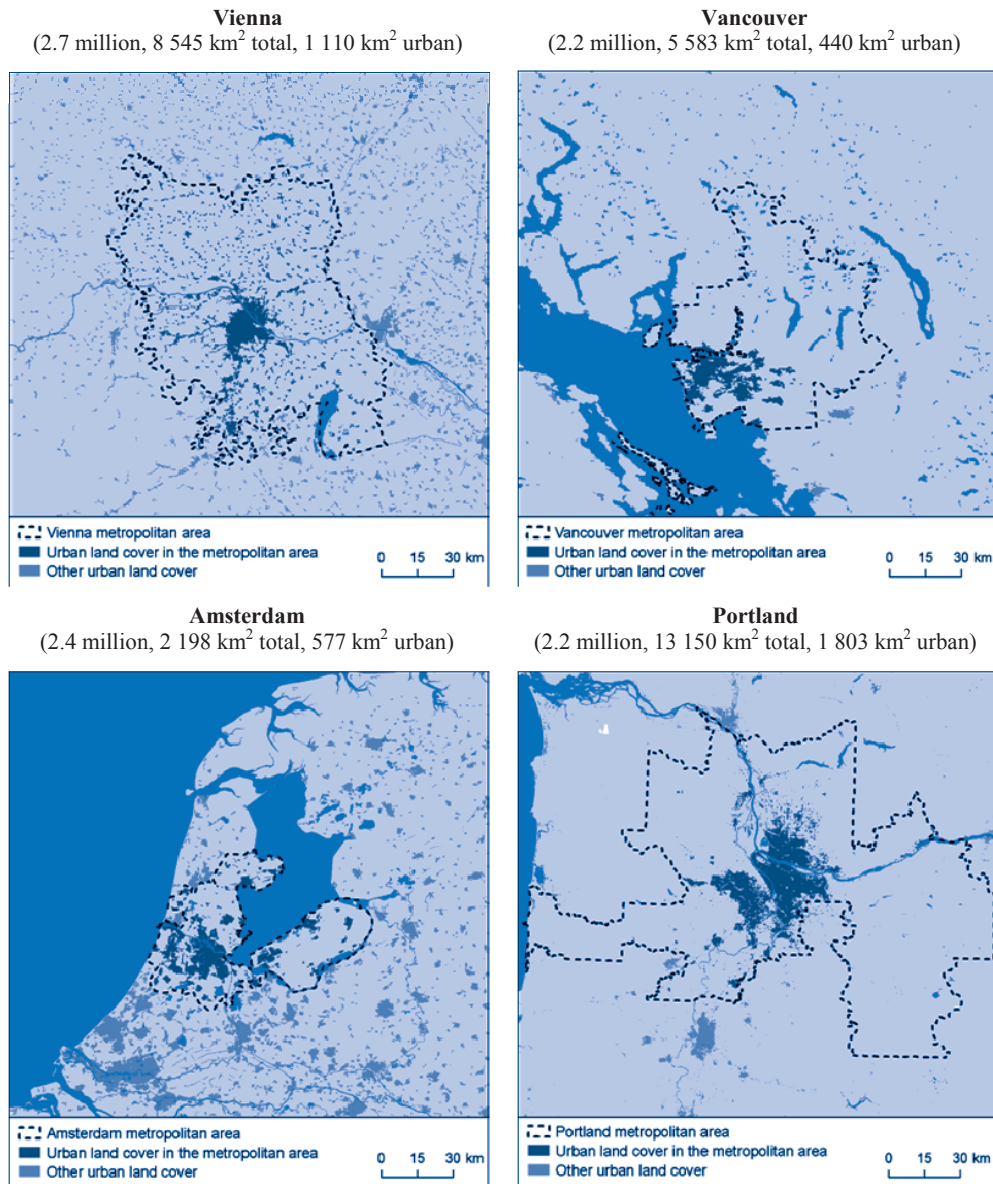 Vienna
(2.7 million, 8 545 km² total, 1 110 km² urban)
Vienna metropolitan area
Urban land cover in the metropolitan area
Other urban land cover
0 15 30 km
Vancouver
(2.2 million, 5 583 km² total, 440 km² urban)
Vancouver metropolitan area
Urban land cover in the metropolitan area
Other urban land cover
0 15 30 km
Amsterdam
(2.4 million, 2 198 km² total, 577 km² urban)
Amsterdam metropolitan area
Urban land cover in the metropolitan area
Other urban land cover
0 15 30 km
Portland
(2.2 million, 13 150 km² total, 1 803 km² urban)
Portland metropolitan area
Urban land cover in the metropolitan area
Other urban land cover
0 15 30 km